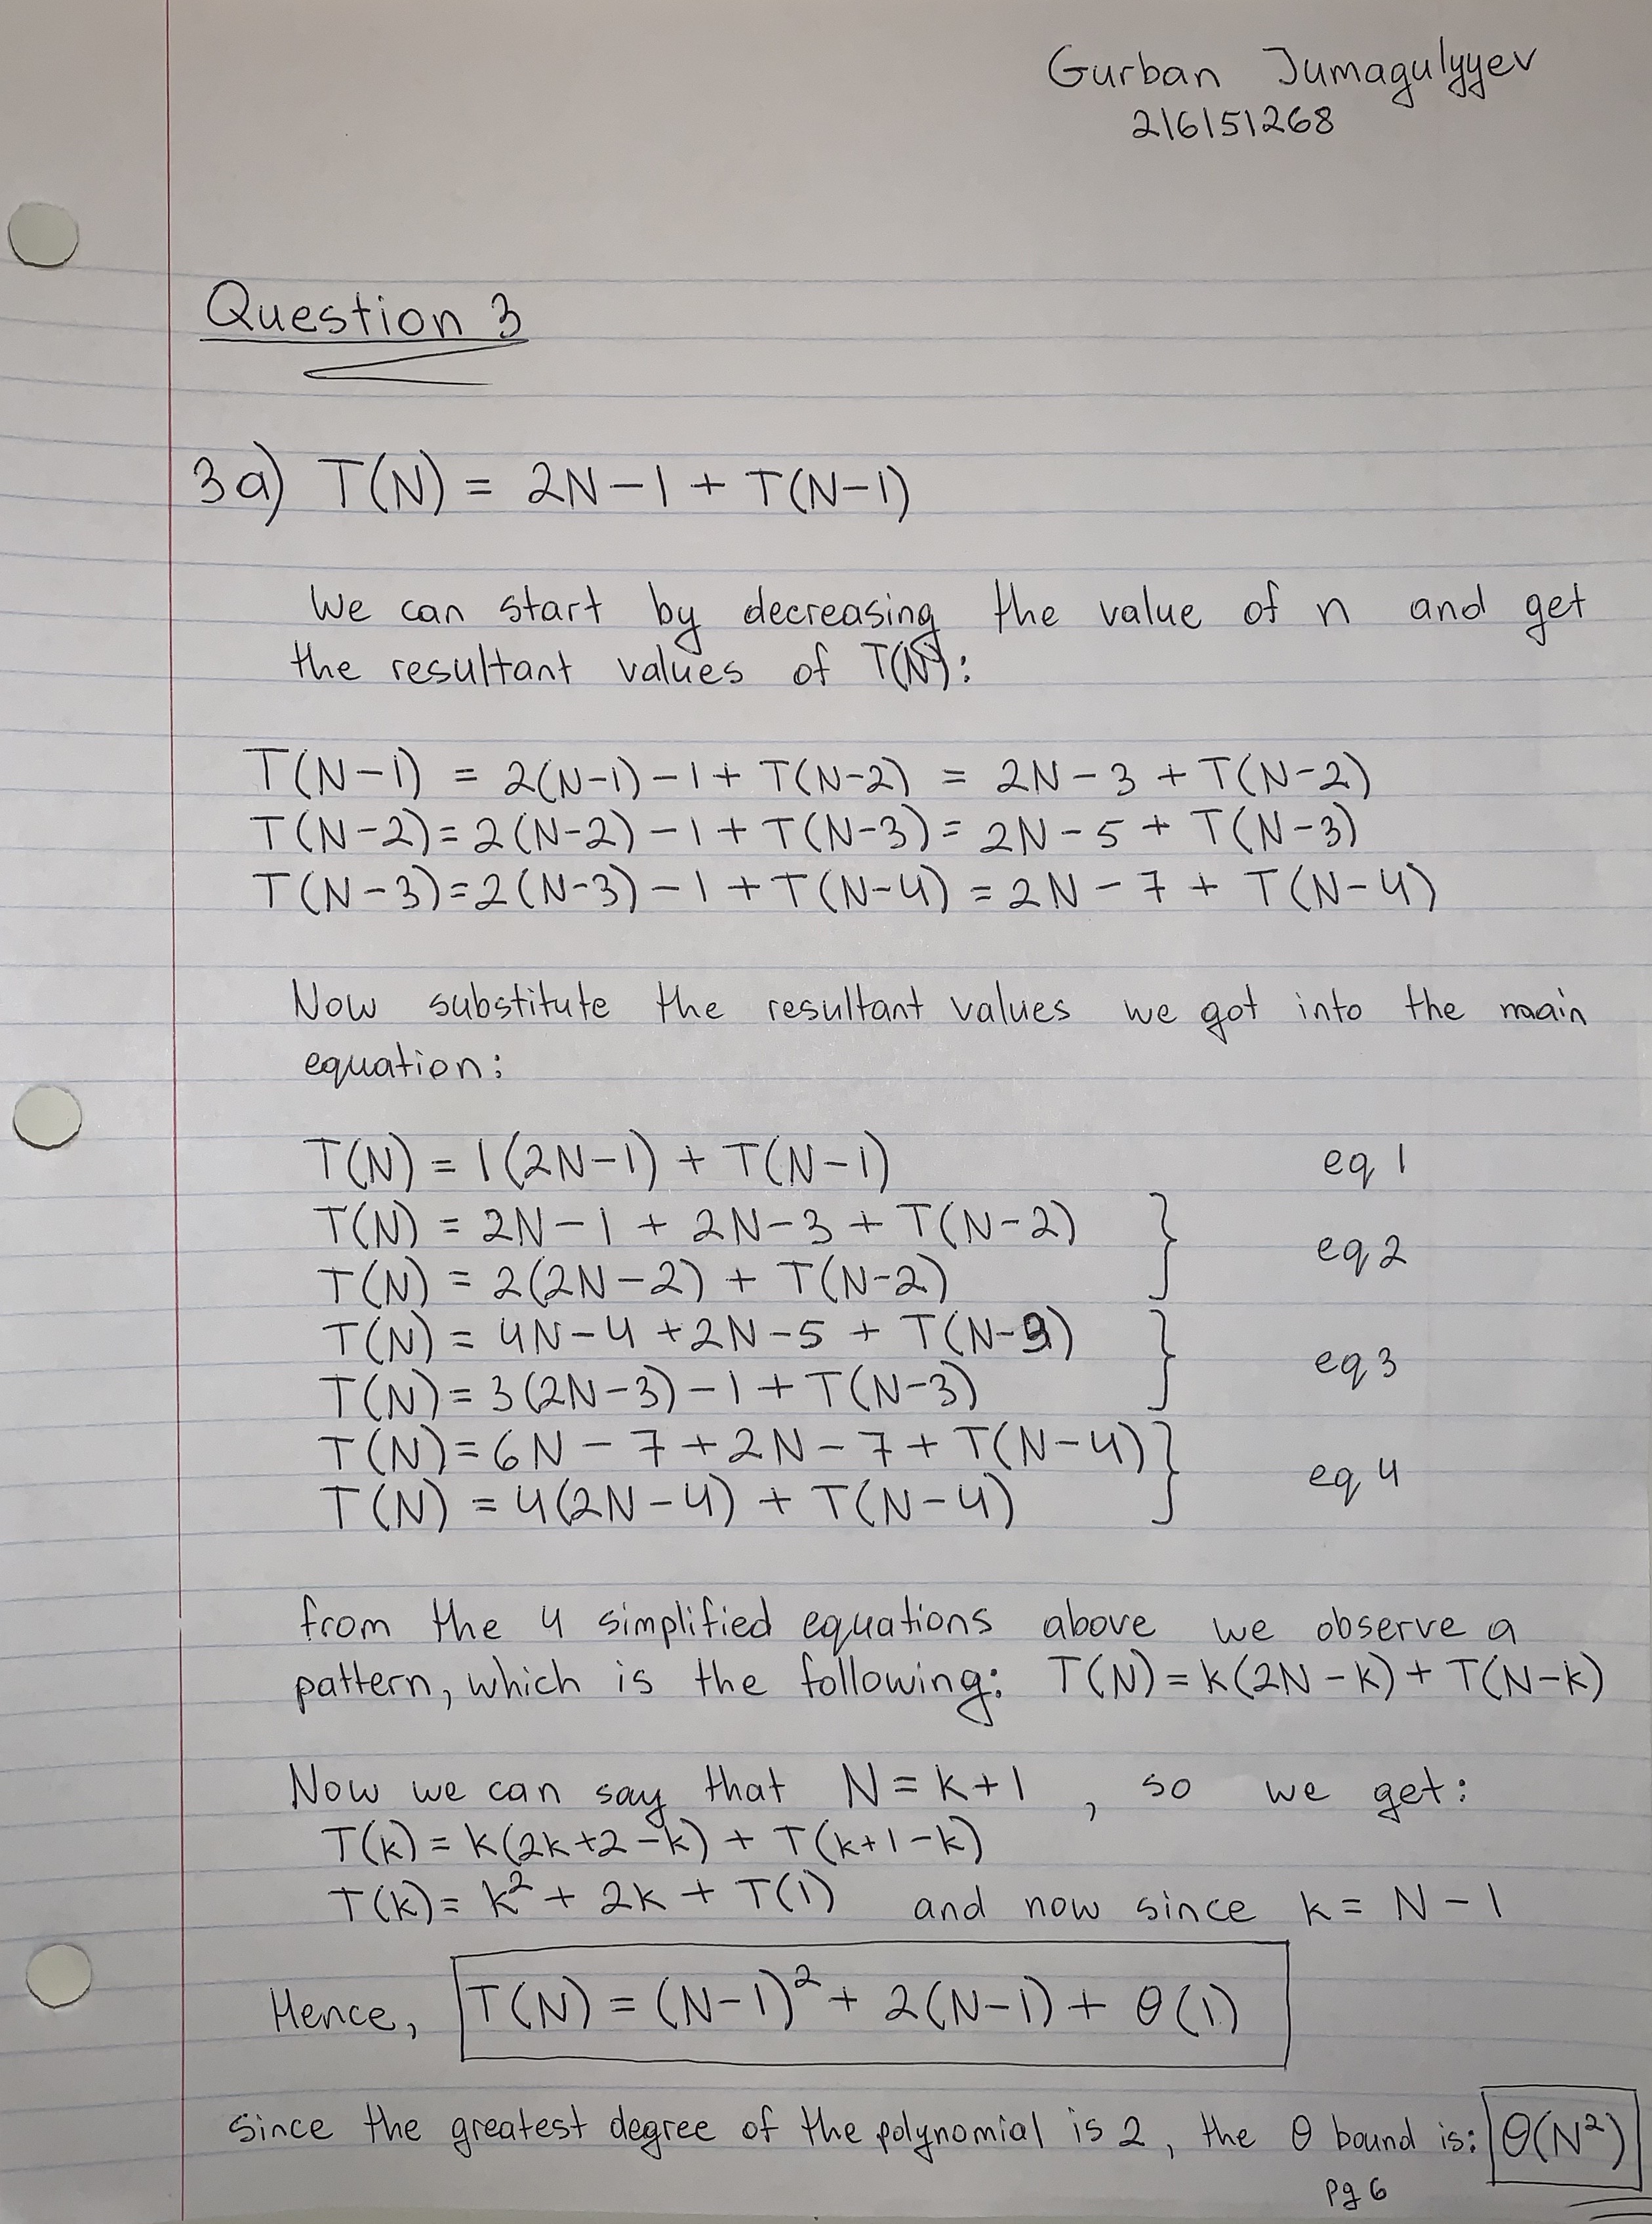 Gurban Jumagulyyev
216151268
Question 3
3a) T(N) = 2N-1 + T(N-1)
We can start by decreasing the value of n and get
the resultant values of T(N):
T(N-1) = 2(N-1)-1+ T(N-2) = 2N-3 + T(N-2)
T(N-2)=2(N-2)-1+T(N-3)= 2N-5 + T(N-3)
T(N-3)=2(N-3)-1+T(N-4)=2N-7+ T(N-4)
Now substitute the resultant values we got into the main
equation:
T(N) = 1(2N-1) + T(N-1) eq 1
T(N) = 2N-1 + 2N-3 + T(N-2)
T(N) = 2(2N-2) + T(N-2) } eq 2
T(N) = 4N-4 +2N-5 + T(N-3)
T(N)=3(2N-3)-1+T(N-3) } eq 3
T(N)=6N-7+2N-7+T(N-4)
T(N) =4(2N-4) + T(N-4) } eq 4
from the 4 simplified equations above we observe a
pattern, which is the following: T(N)=k(2N-k)+T(N-k)
Now we can say that N=k+1, so we get:
T(k)=k(2k+2-k) + T(k+1-k)
T(k)= k²+ 2k + T(1) and now since k= N-1
Hence, T(N)=(N-1)²+ 2(N-1)+ θ(1)
Since the greatest degree of the polynomial is 2, the θ bound is: θ(N²)
pg 6